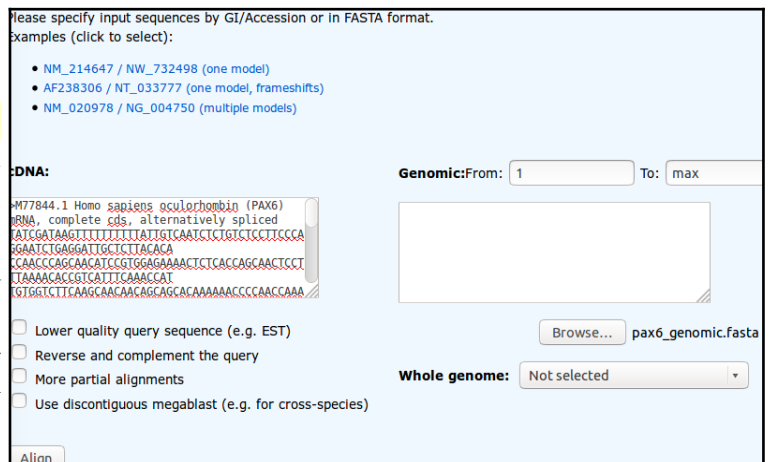 Please specify input sequences by GI/Accession or in FASTA format.
Examples (click to select):
NM_214647 / NW_732498 (one model)
AF238306 / NT_033777 (one model, frameshifts)
NM_020978 / NG_004750 (multiple models)
cDNA:
Genomic:From: 1 To: max
>M77844.1 Homo sapiens oculorhombin (PAX6)
mRNA, complete cds, alternatively spliced
TATCGATAAGTTTTTTTTTTATTGTCAATCTCTGTCTCCTTCCCA
GGAATCTGAGGATTGCTCTTACACA
CCAACCCAGCAACATCCGTGGAGAAAACTCTCACCAGCAACTCCT
TTAAAACACCGTCATTTCAAACCAT
TGTGGTCTTCAAGCAACAACAGCAGCACAAAAAACCCCAACCAAA
Lower quality query sequence (e.g. EST)
Reverse and complement the query
More partial alignments
Use discontiguous megablast (e.g. for cross-species)
Browse... pax6_genomic.fasta
Whole genome: Not selected
Align